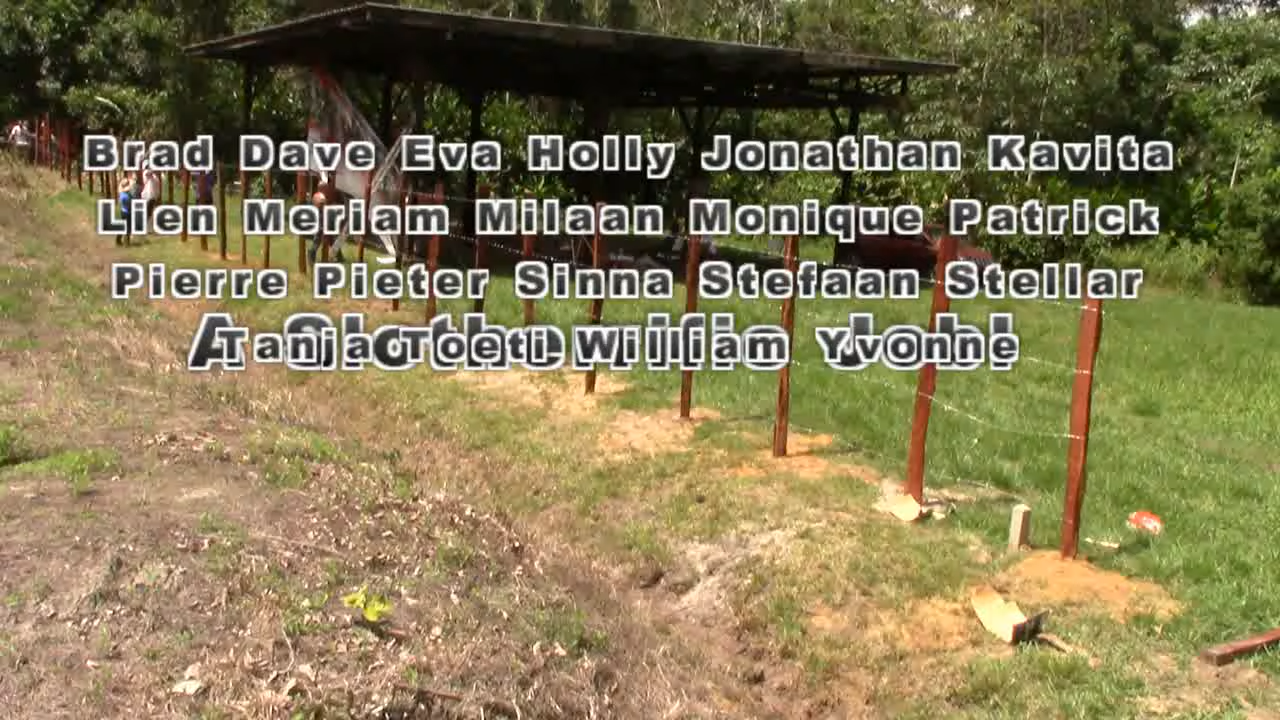 Brad Dave Eva Holly Jonathan Kavita
Lien Meriam Milaan Monique Patrick
Pierre Pieter Sinna Stefaan Stellar
Tanja Toeti William Yvonne